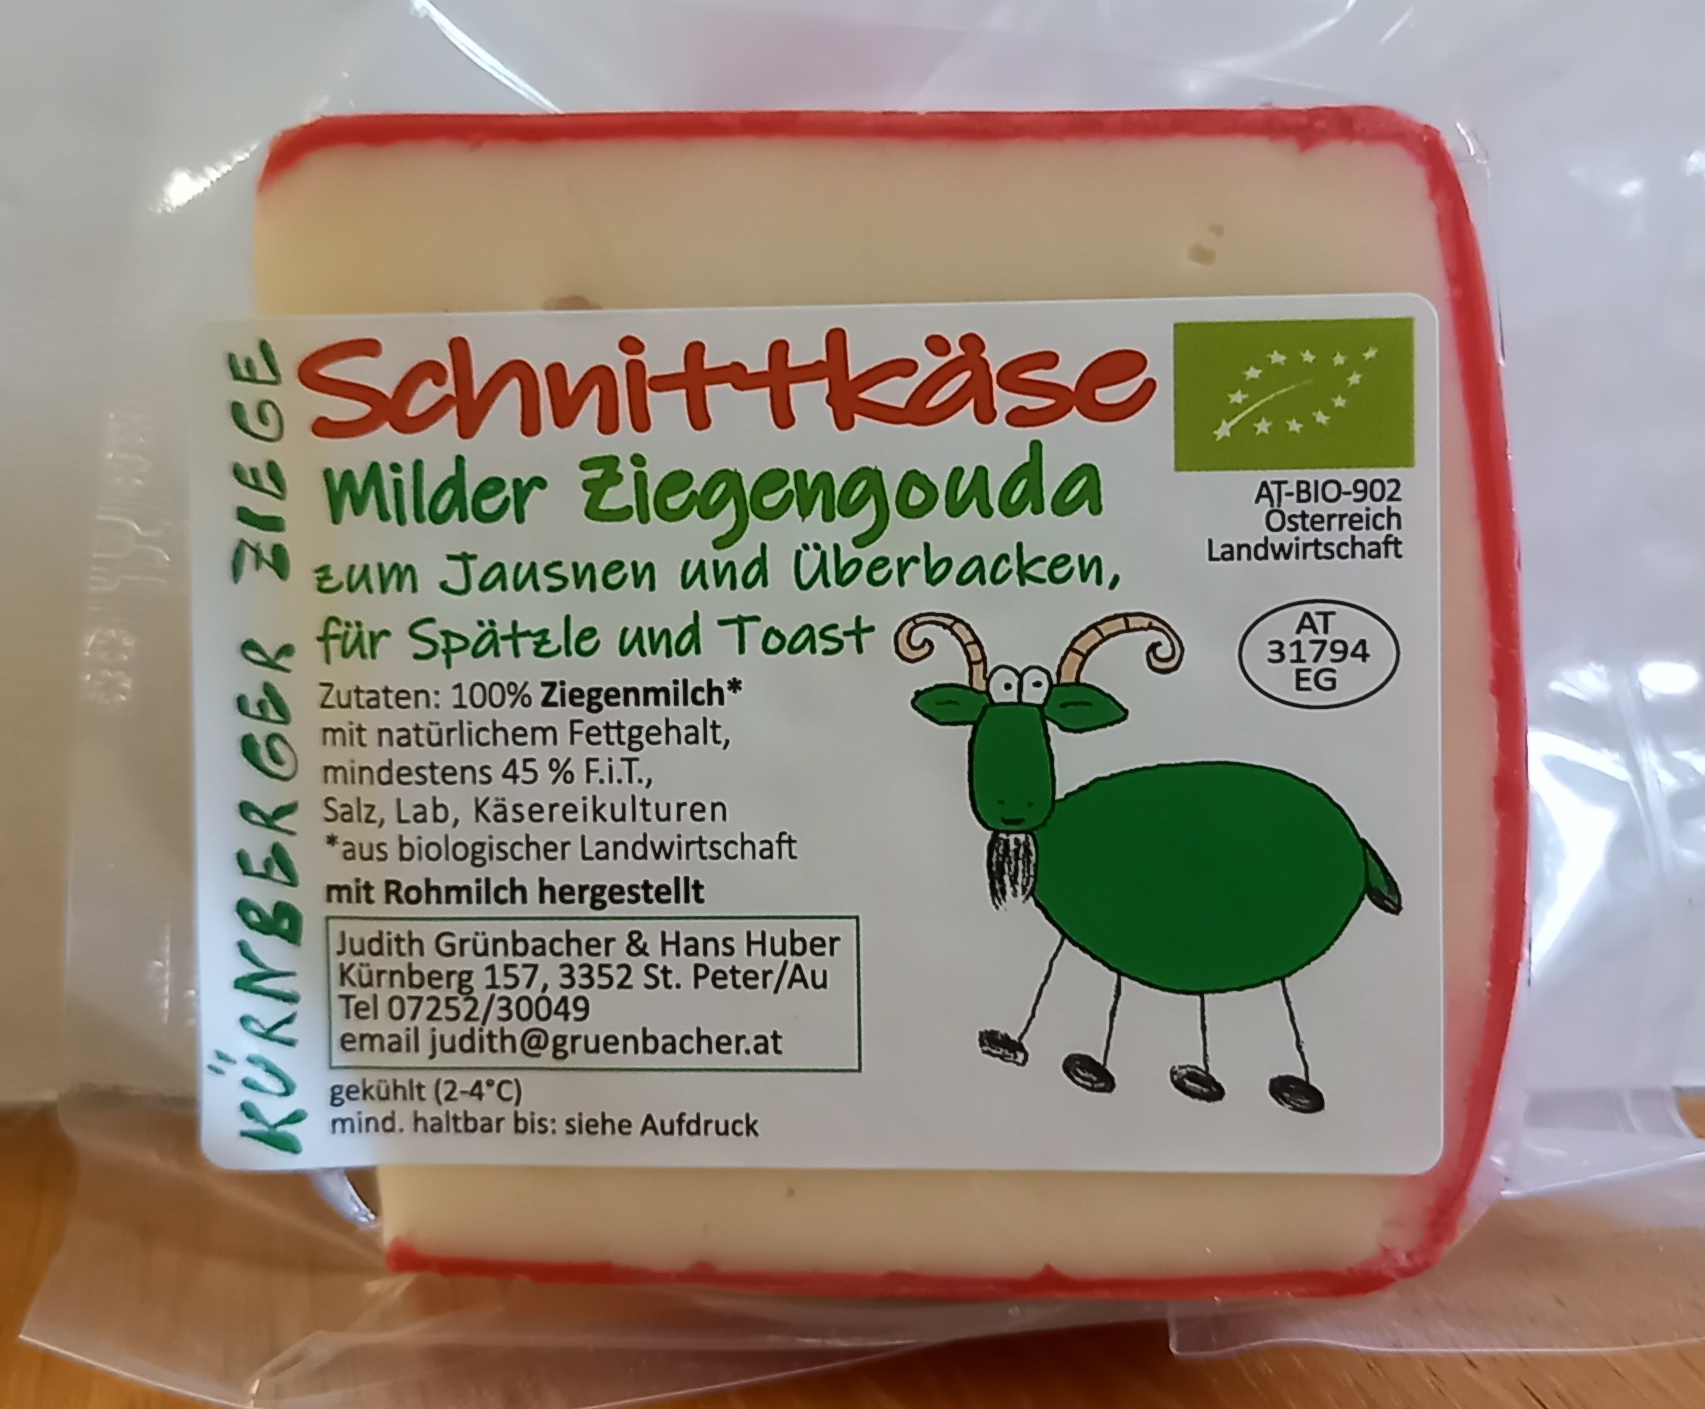 KÜRNBERGER ZIEGE
Schnittkäse
Milder Ziegengouda
zum Jausnen und Überbacken,
für Spätzle und Toast
Zutaten: 100% Ziegenmilch*
mit natürlichem Fettgehalt,
mindestens 45 % F.i.T.,
Salz, Lab, Käsereikulturen
*aus biologischer Landwirtschaft
mit Rohmilch hergestellt
Judith Grünbacher & Hans Huber
Kürnberg 157, 3352 St. Peter/Au
Tel 07252/30049
email judith@gruenbacher.at
gekühlt (2-4°C)
mind. haltbar bis: siehe Aufdruck
AT-BIO-902
Österreich
Landwirtschaft
AT
31794
EG